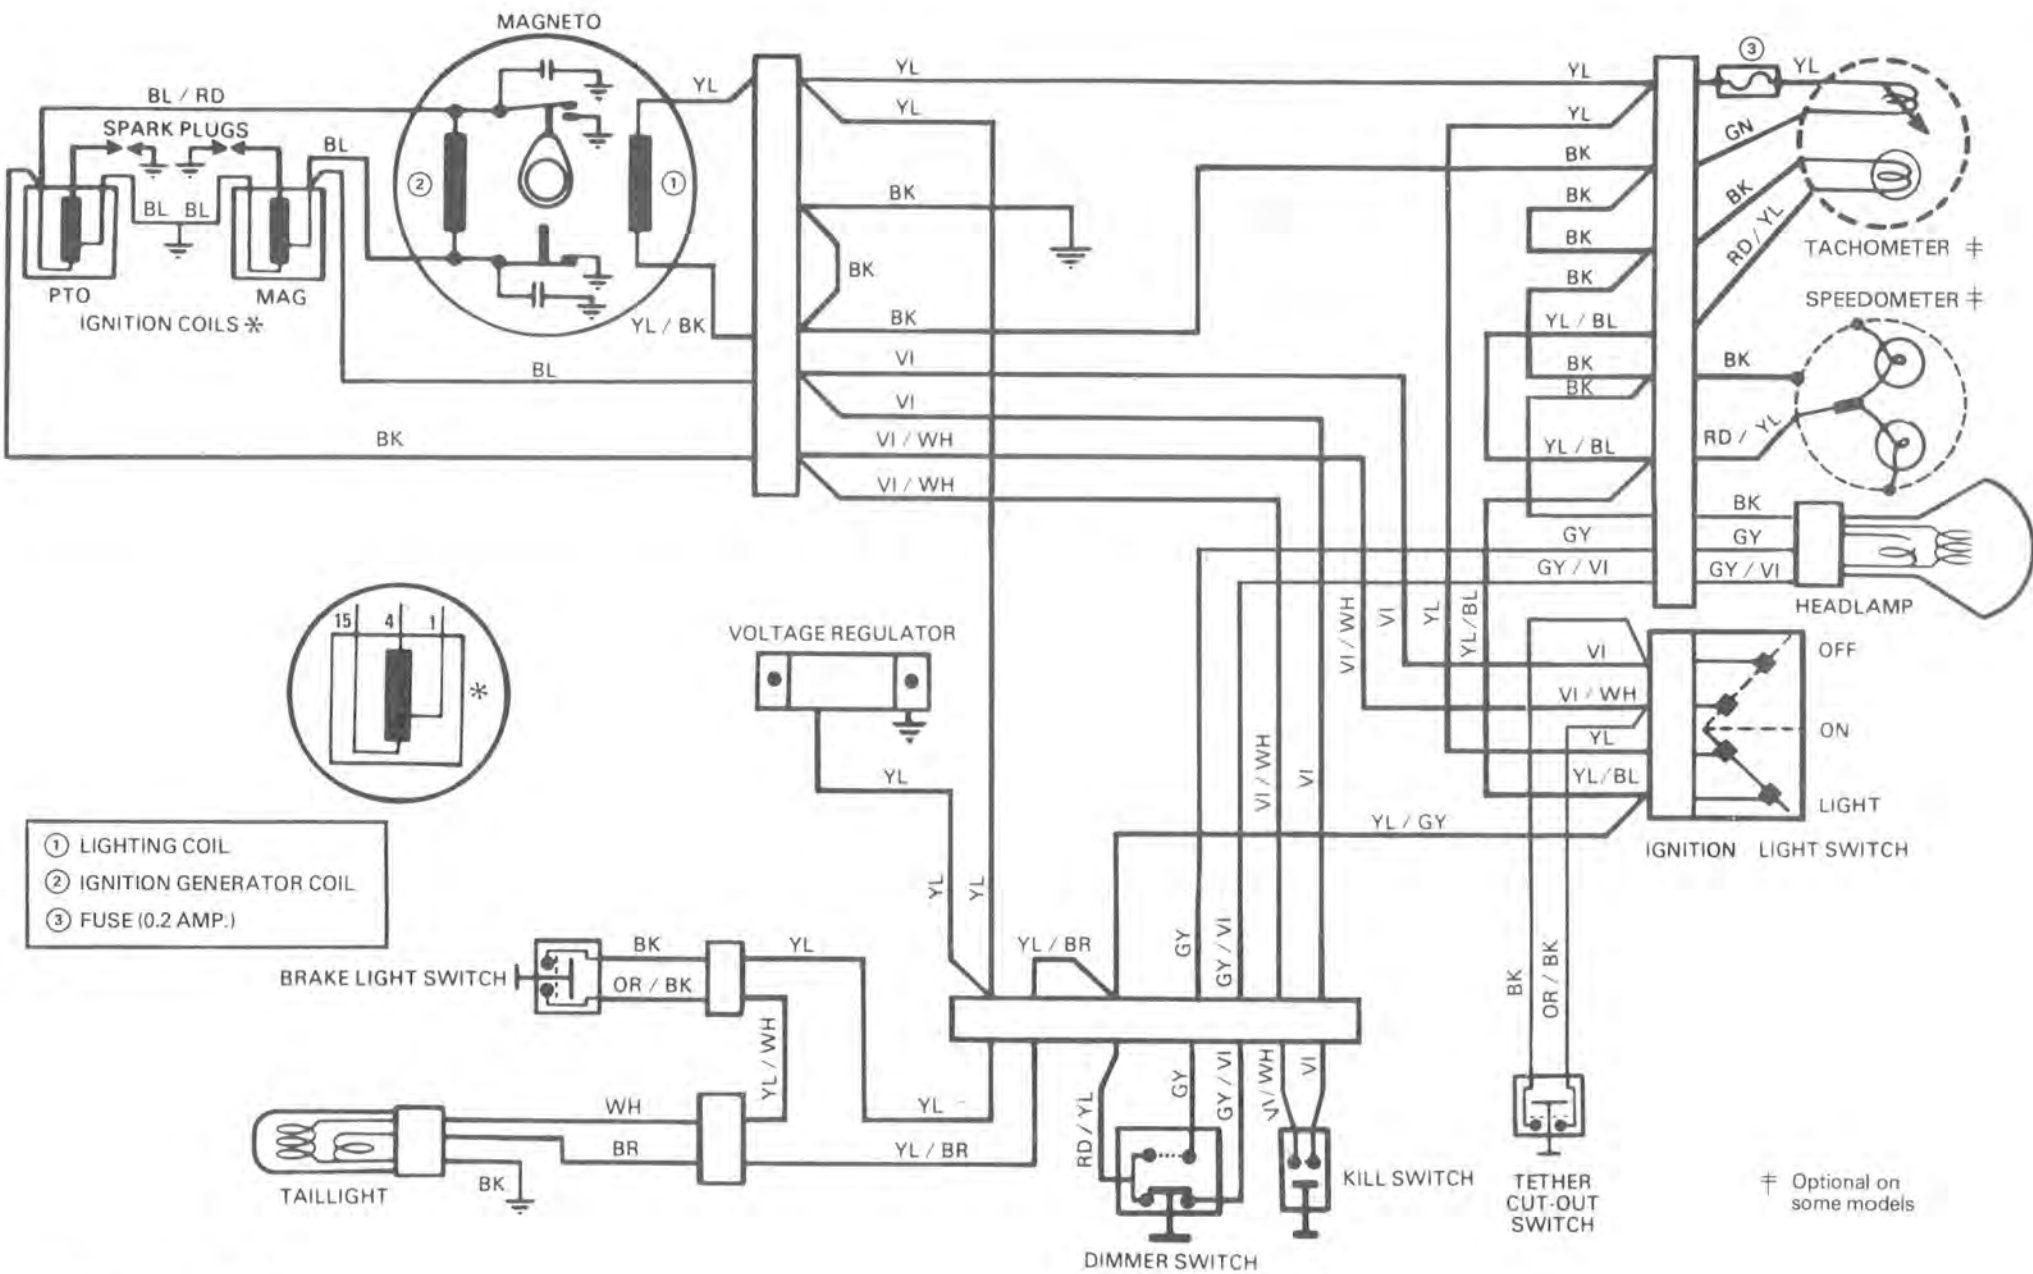 MAGNETO
BL / RD
SPARK PLUGS
BL
BL BL
PTO
MAG
IGNITION COILS *
②
①
YL
YL / BK
BL
BK
YL
YL
BK
BK
BK
VI
VI
VI / WH
VI / WH
YL
YL
BK
BK
BK
BK
YL / BL
BK
BK
YL / BL
GY
GY / VI
③
YL
GN
BK
RD / YL
TACHOMETER ‡
SPEEDOMETER ‡
BK
RD / YL
BK
GY
GY / VI
HEADLAMP
VI / WH
VI
YL
YL/BL
VI
VI / WH
YL
YL/BL
YL / GY
OFF
ON
LIGHT
IGNITION LIGHT SWITCH
15 4 1
*
VOLTAGE REGULATOR
YL
YL
YL
VI / WH
VI
① LIGHTING COIL
② IGNITION GENERATOR COIL
③ FUSE (0.2 AMP.)
BRAKE LIGHT SWITCH
BK
OR / BK
YL
YL / WH
YL / BR
GY
GY / VI
BK
OR / BK
TAILLIGHT
WH
BR
BK
YL
YL / BR
RD / YL
GY
GY / VI
VI / WH
VI
DIMMER SWITCH
KILL SWITCH
TETHER
CUT-OUT
SWITCH
‡ Optional on
some models